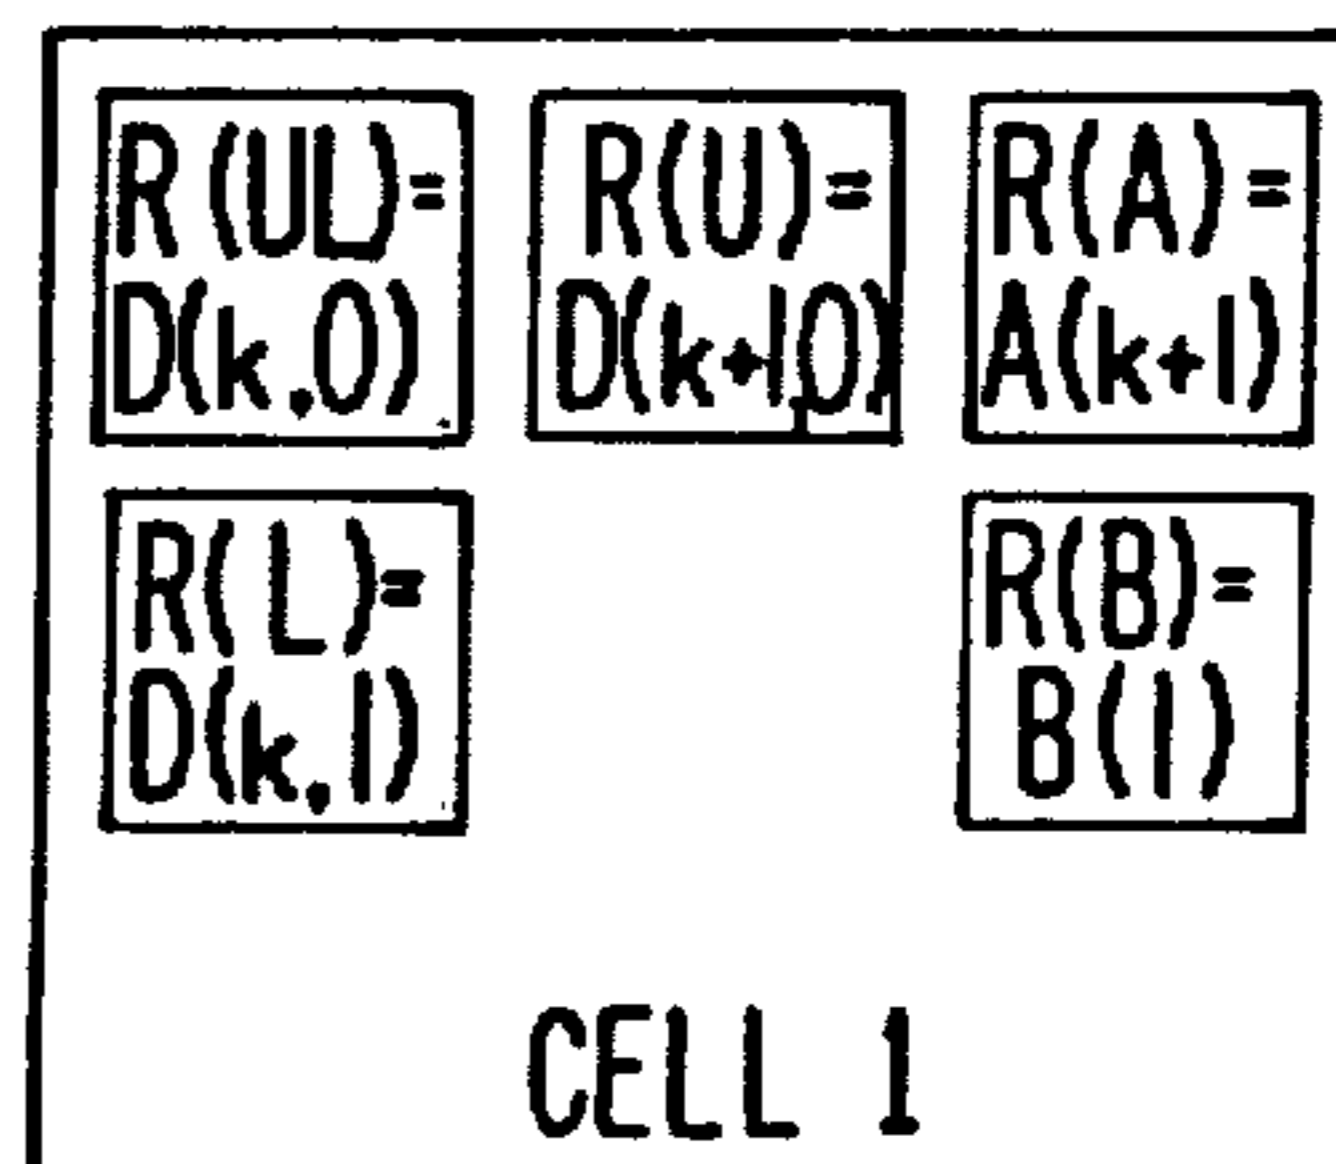 R(UL)=
D(k,0)
R(U)=
D(k+1,0)
R(A)=
A(k+1)
R(L)=
D(k,1)
R(B)=
B(1)
CELL 1